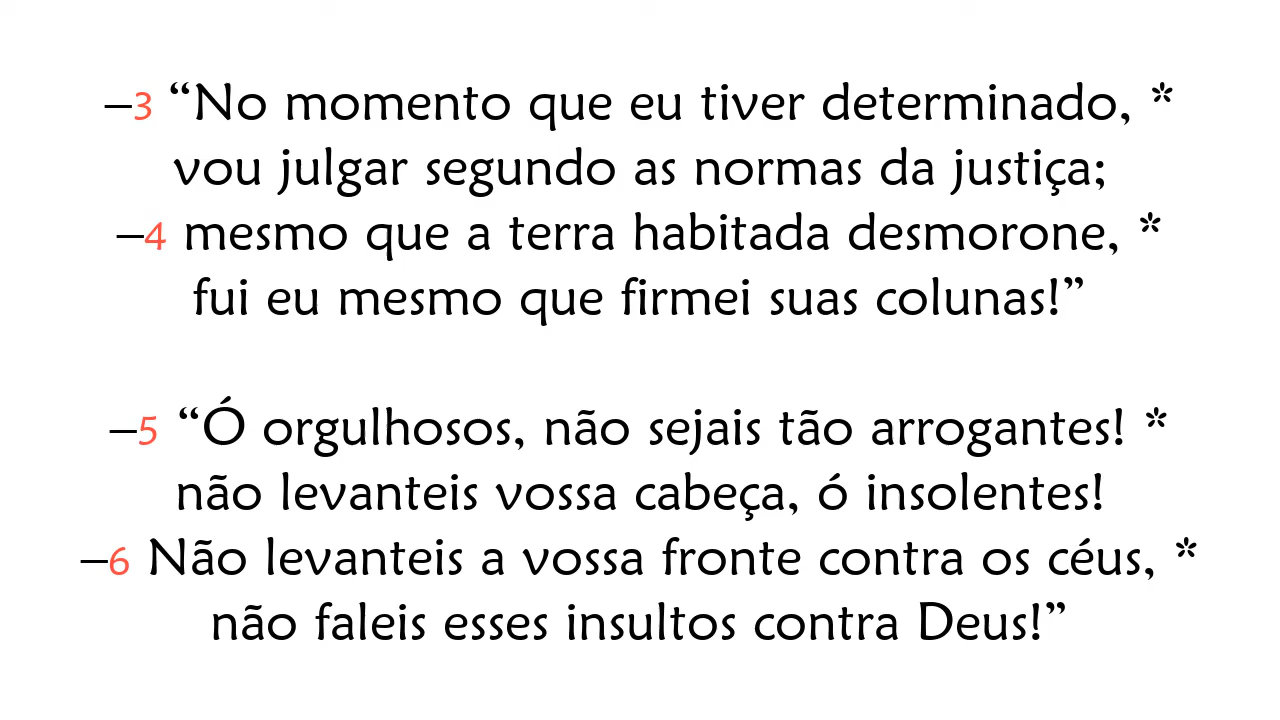 –3 “No momento que eu tiver determinado, *
vou julgar segundo as normas da justiça;
–4 mesmo que a terra habitada desmorone, *
fui eu mesmo que firmei suas colunas!”
–5 “Ó orgulhosos, não sejais tão arrogantes! *
não levanteis vossa cabeça, ó insolentes!
–6 Não levanteis a vossa fronte contra os céus, *
não faleis esses insultos contra Deus!”